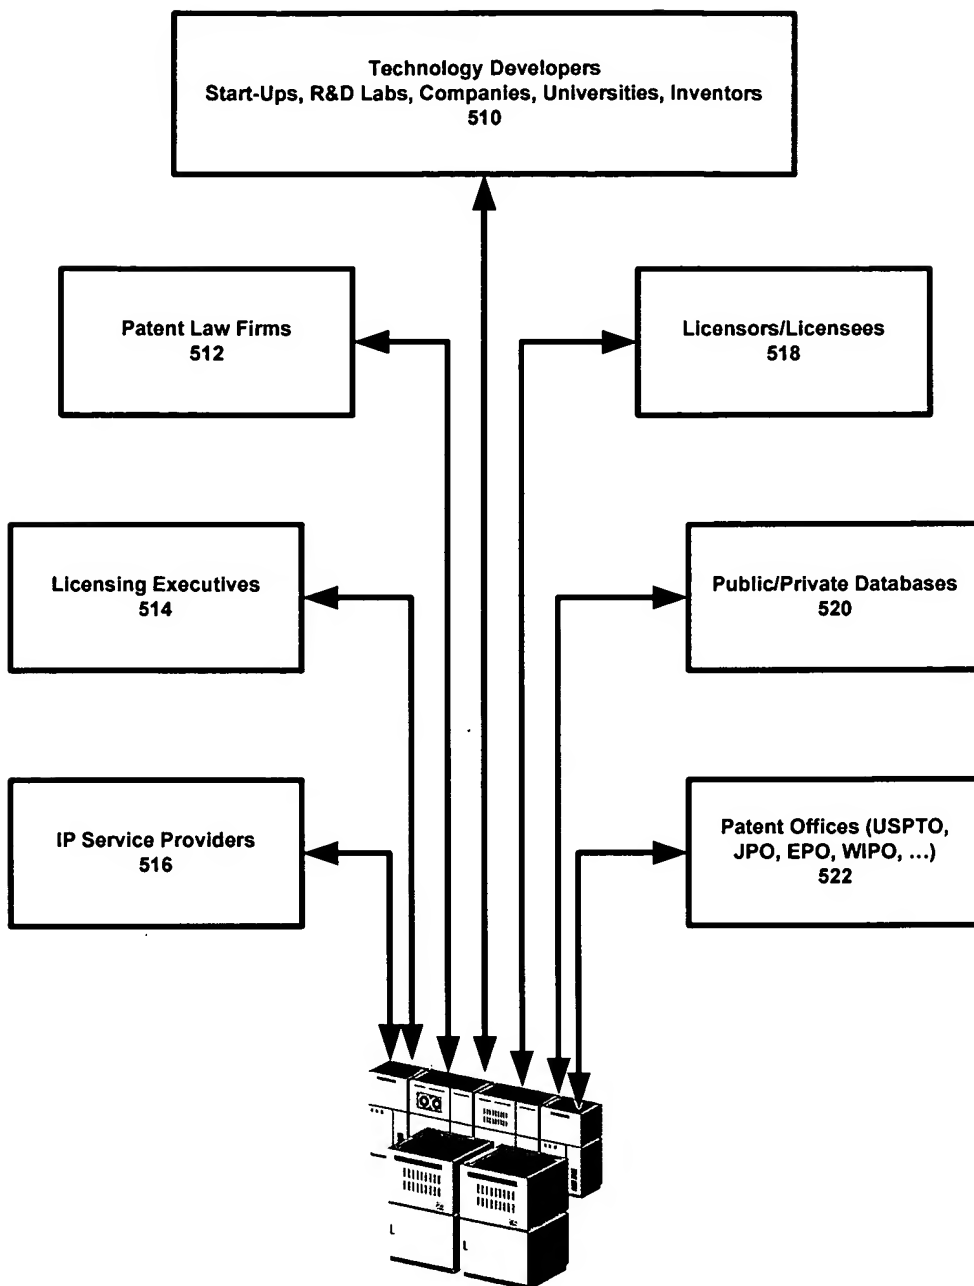 Technology Developers
Start-Ups, R&D Labs, Companies, Universities, Inventors
510
Patent Law Firms
512
Licensors/Licensees
518
Licensing Executives
514
Public/Private Databases
520
IP Service Providers
516
Patent Offices (USPTO,
JPO, EPO, WIPO, ...)
522